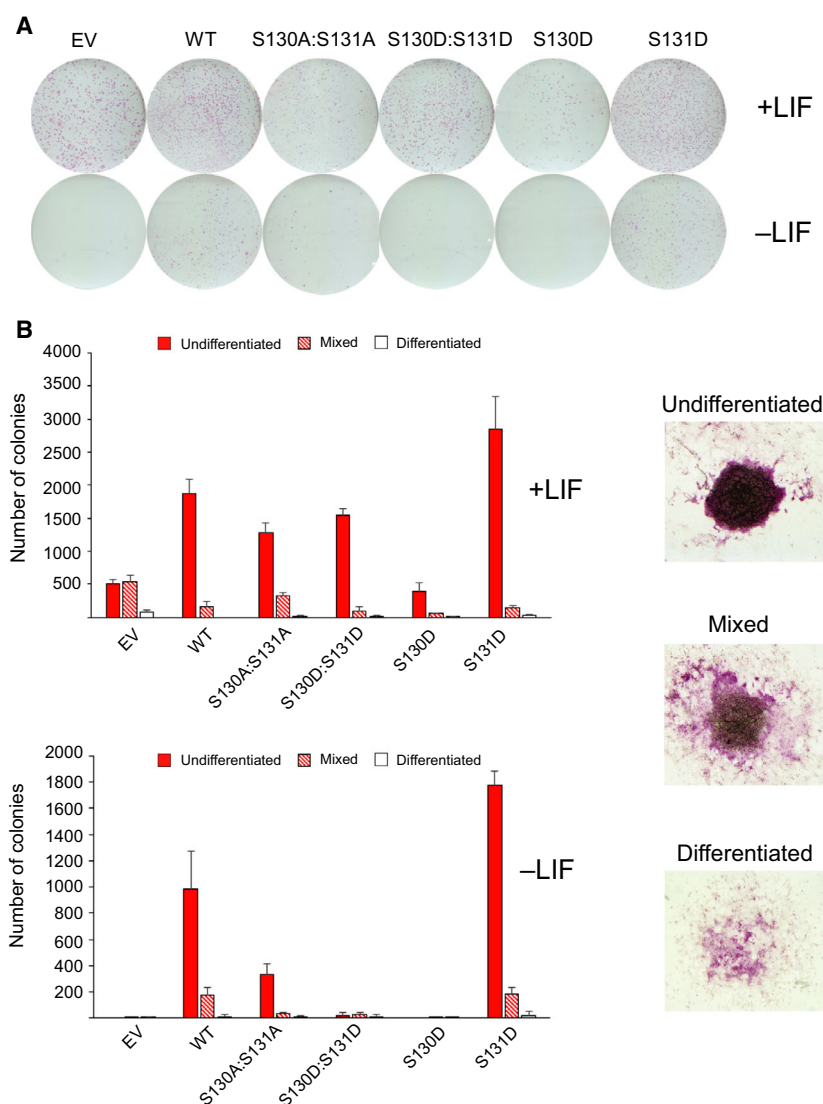 A
EV WT S130A:S131A S130D:S131D S130D S131D
+LIF
–LIF
B
Undifferentiated Mixed Differentiated
Number of colonies
4000
3500
3000
2500
2000
1500
1000
500
+LIF
EV WT S130A:S131A S130D:S131D S130D S131D
Undifferentiated Mixed Differentiated
Number of colonies
2000
1800
1600
1400
1200
1000
800
600
400
200
–LIF
EV WT S130A:S131A S130D:S131D S130D S131D
Undifferentiated
Mixed
Differentiated